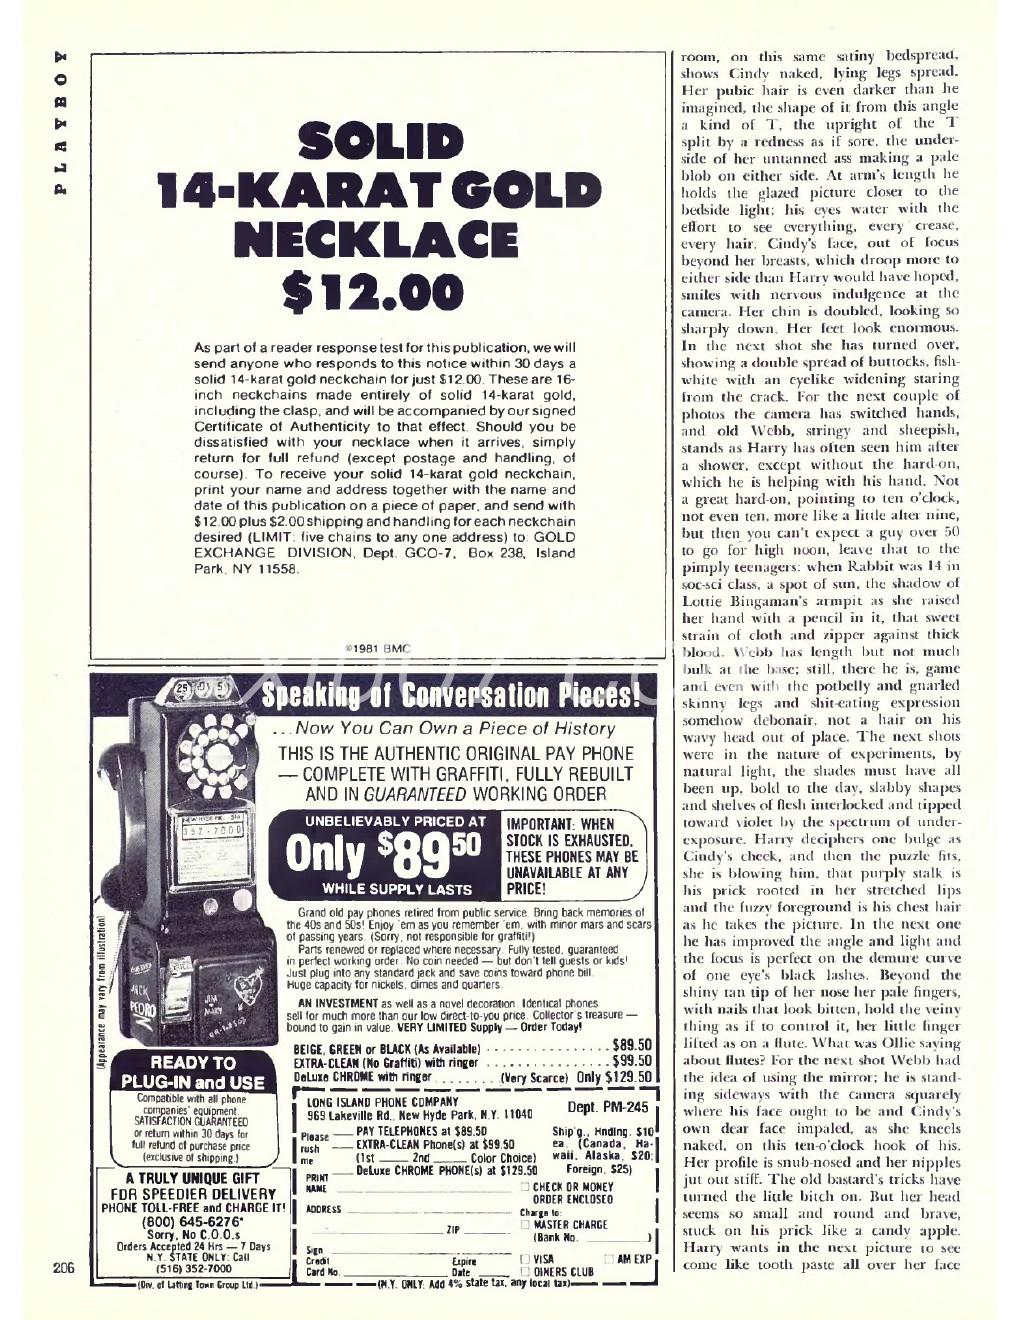 PLAYBOY
SOLID
14-KARAT GOLD
NECKLACE
$12.00
As part of a reader response test for this publication, we will
send anyone who responds to this notice within 30 days a
solid 14-karat gold neckchain for just $12.00. These are 16-
inch neckchains made entirely of solid 14-karat gold,
including the clasp, and will be accompanied by our signed
Certificate of Authenticity to that effect. Should you be
dissatisfied with your necklace when it arrives, simply
return for full refund (except postage and handling, of
course). To receive your solid 14-karat gold neckchain,
print your name and address together with the name and
date of this publication on a piece of paper, and send with
$12.00 plus $2.00 shipping and handling for each neckchain
desired (LIMIT: five chains to any one address) to: GOLD
EXCHANGE DIVISION, Dept. GCO-7, Box 238, Island
Park, NY 11558.
©1981 BMC
Speaking of Conversation Pieces!
...Now You Can Own a Piece of History
THIS IS THE AUTHENTIC ORIGINAL PAY PHONE
— COMPLETE WITH GRAFFITI, FULLY REBUILT
AND IN GUARANTEED WORKING ORDER
UNBELIEVABLY PRICED AT
Only $89.50
WHILE SUPPLY LASTS
IMPORTANT: WHEN
STOCK IS EXHAUSTED,
THESE PHONES MAY BE
UNAVAILABLE AT ANY
PRICE!
25 10 5
352-7000
JACK
PEDRO
JIM
MARY
(Appearance may vary from illustration)
Grand old pay phones retired from public service. Bring back memories of
the 40s and 50s! Enjoy 'em as you remember 'em, with minor mars and scars
of passing years. (Sorry, not responsible for graffiti!)
Parts renewed or replaced where necessary. Fully tested, guaranteed
in perfect working order. No coin needed — but don't tell guests or kids!
Just plug into any standard jack and save coins toward phone bill.
Huge capacity for nickels, dimes and quarters.
AN INVESTMENT as well as a novel decoration. Identical phones
sell for much more than our low direct-to-you price. Collector's treasure —
bound to gain in value. VERY LIMITED Supply — Order Today!
BEIGE, GREEN or BLACK (As Available) . . . . . . . . . . . . . . . . $89.50
EXTRA-CLEAN (No Graffiti) with ringer . . . . . . . . . . . . . . . . $99.50
DeLuxe CHROME with ringer . . . . . . . . (Very Scarce) Only $129.50
READY TO
PLUG-IN and USE
Compatible with all phone
companies' equipment.
SATISFACTION GUARANTEED
or return within 30 days for
full refund of purchase price
(exclusive of shipping.)
A TRULY UNIQUE GIFT
FOR SPEEDIER DELIVERY
PHONE TOLL-FREE and CHARGE IT!
(800) 645-6276*
Sorry, No C.O.D.s
Orders Accepted 24 Hrs — 7 Days
N.Y. STATE ONLY: Call
(516) 352-7000
(Div. of Latting Town Group Ltd.)
LONG ISLAND PHONE COMPANY
969 Lakeville Rd., New Hyde Park, N.Y. 11040
Dept. PM-245
Please rush me
PAY TELEPHONES at $89.50
EXTRA-CLEAN Phone(s) at $99.50
(1st ___ 2nd ___ Color Choice)
DeLuxe CHROME PHONE(s) at $129.50
Ship'g., Hndlng. $10
ea. (Canada, Ha-
waii, Alaska, $20;
Foreign, $25)
PRINT
NAME
ADDRESS
ZIP
Sign
Credit
Card No.
Expire
Date
CHECK OR MONEY
ORDER ENCLOSED
Charge to:
MASTER CHARGE
(Bank No. )
VISA
AM EXP
DINERS CLUB
(N.Y. ONLY: Add 4% state tax, any local tax)
206
room, on this same satiny bedspread,
shows Cindy naked, lying legs spread.
Her pubic hair is even darker than he
imagined, the shape of it from this angle
a kind of T, the upright of the T
split by a redness as if sore, the under-
side of her untanned ass making a pale
blob on either side. At arm's length he
holds the glazed picture closer to the
bedside light; his eyes water with the
effort to see everything, every crease,
every hair. Cindy's face, out of focus
beyond her breasts, which droop more to
either side than Harry would have hoped,
smiles with nervous indulgence at the
camera. Her chin is doubled, looking so
sharply down. Her feet look enormous.
In the next shot she has turned over,
showing a double spread of buttocks, fish-
white with an eyelike widening staring
from the crack. For the next couple of
photos the camera has switched hands,
and old Webb, stringy and sheepish,
stands as Harry has often seen him after
a shower, except without the hard-on,
which he is helping with his hand. Not
a great hard-on, pointing to ten o'clock,
not even ten, more like a little after nine,
but then you can't expect a guy over 50
to go for high noon, leave that to the
pimply teenagers: when Rabbit was 14 in
soc-sci class, a spot of sun, the shadow of
Lottie Bingaman's armpit as she raised
her hand with a pencil in it, that sweet
strain of cloth and zipper against thick
blood. Webb has length but not much
bulk at the base; still, there he is, game
and even with the potbelly and gnarled
skinny legs and shit-eating expression
somehow debonair, not a hair on his
wavy head out of place. The next shots
were in the nature of experiments, by
natural light, the shades must have all
been up, bold to the day, slabby shapes
and shelves of flesh interlocked and tipped
toward violet by the spectrum of under-
exposure. Harry deciphers one bulge as
Cindy's cheek, and then the puzzle fits,
she is blowing him, that purply stalk is
his prick rooted in her stretched lips
and the fuzzy foreground is his chest hair
as he takes the picture. In the next one
he has improved the angle and light and
the focus is perfect on the demure curve
of one eye's black lashes. Beyond the
shiny tan tip of her nose her pale fingers,
with nails that look bitten, hold the veiny
thing as if to control it, her little finger
lifted as on a flute. What was Ollie saying
about flutes? For the next shot Webb had
the idea of using the mirror; he is stand-
ing sideways with the camera squarely
where his face ought to be and Cindy's
own dear face impaled, as she kneels
naked, on this ten-o'clock hook of his.
Her profile is snub-nosed and her nipples
jut out stiff. The old bastard's tricks have
turned the little bitch on. But her head
seems so small and round and brave,
stuck on his prick like a candy apple.
Harry wants in the next picture to see
come like tooth paste all over her face